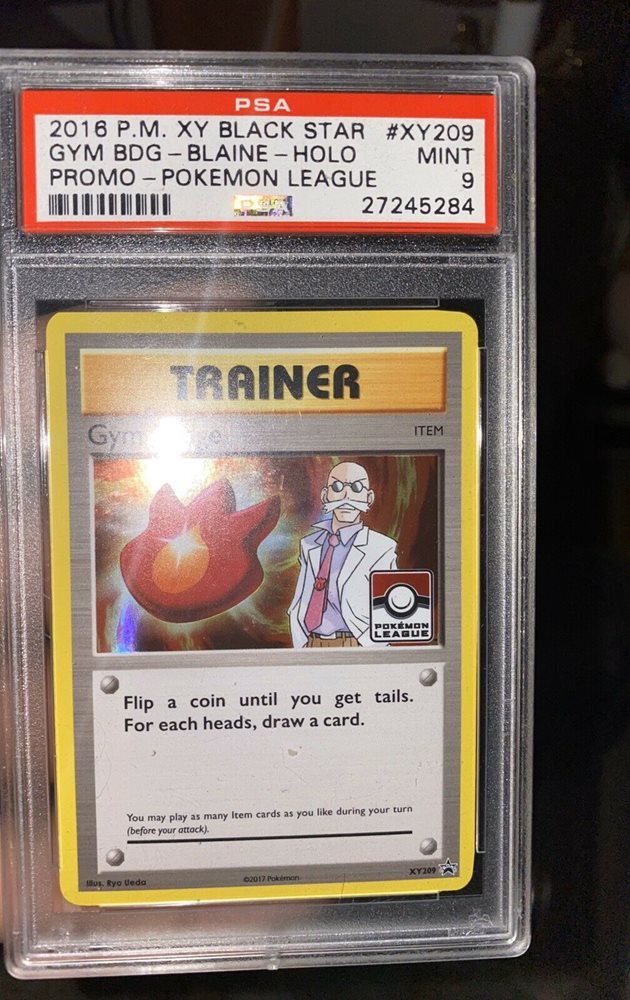 PSA
2016 P.M. XY BLACK STAR #XY209
GYM BDG – BLAINE – HOLO MINT
PROMO – POKEMON LEAGUE 9
27245284
TRAINER
Gym
ITEM
POKÉMON
LEAGUE
Flip a coin until you get tails.
For each heads, draw a card.
You may play as many Item cards as you like during your turn
(before your attack).
Illus. Ryo Ueda ©2017 Pokémon XY209